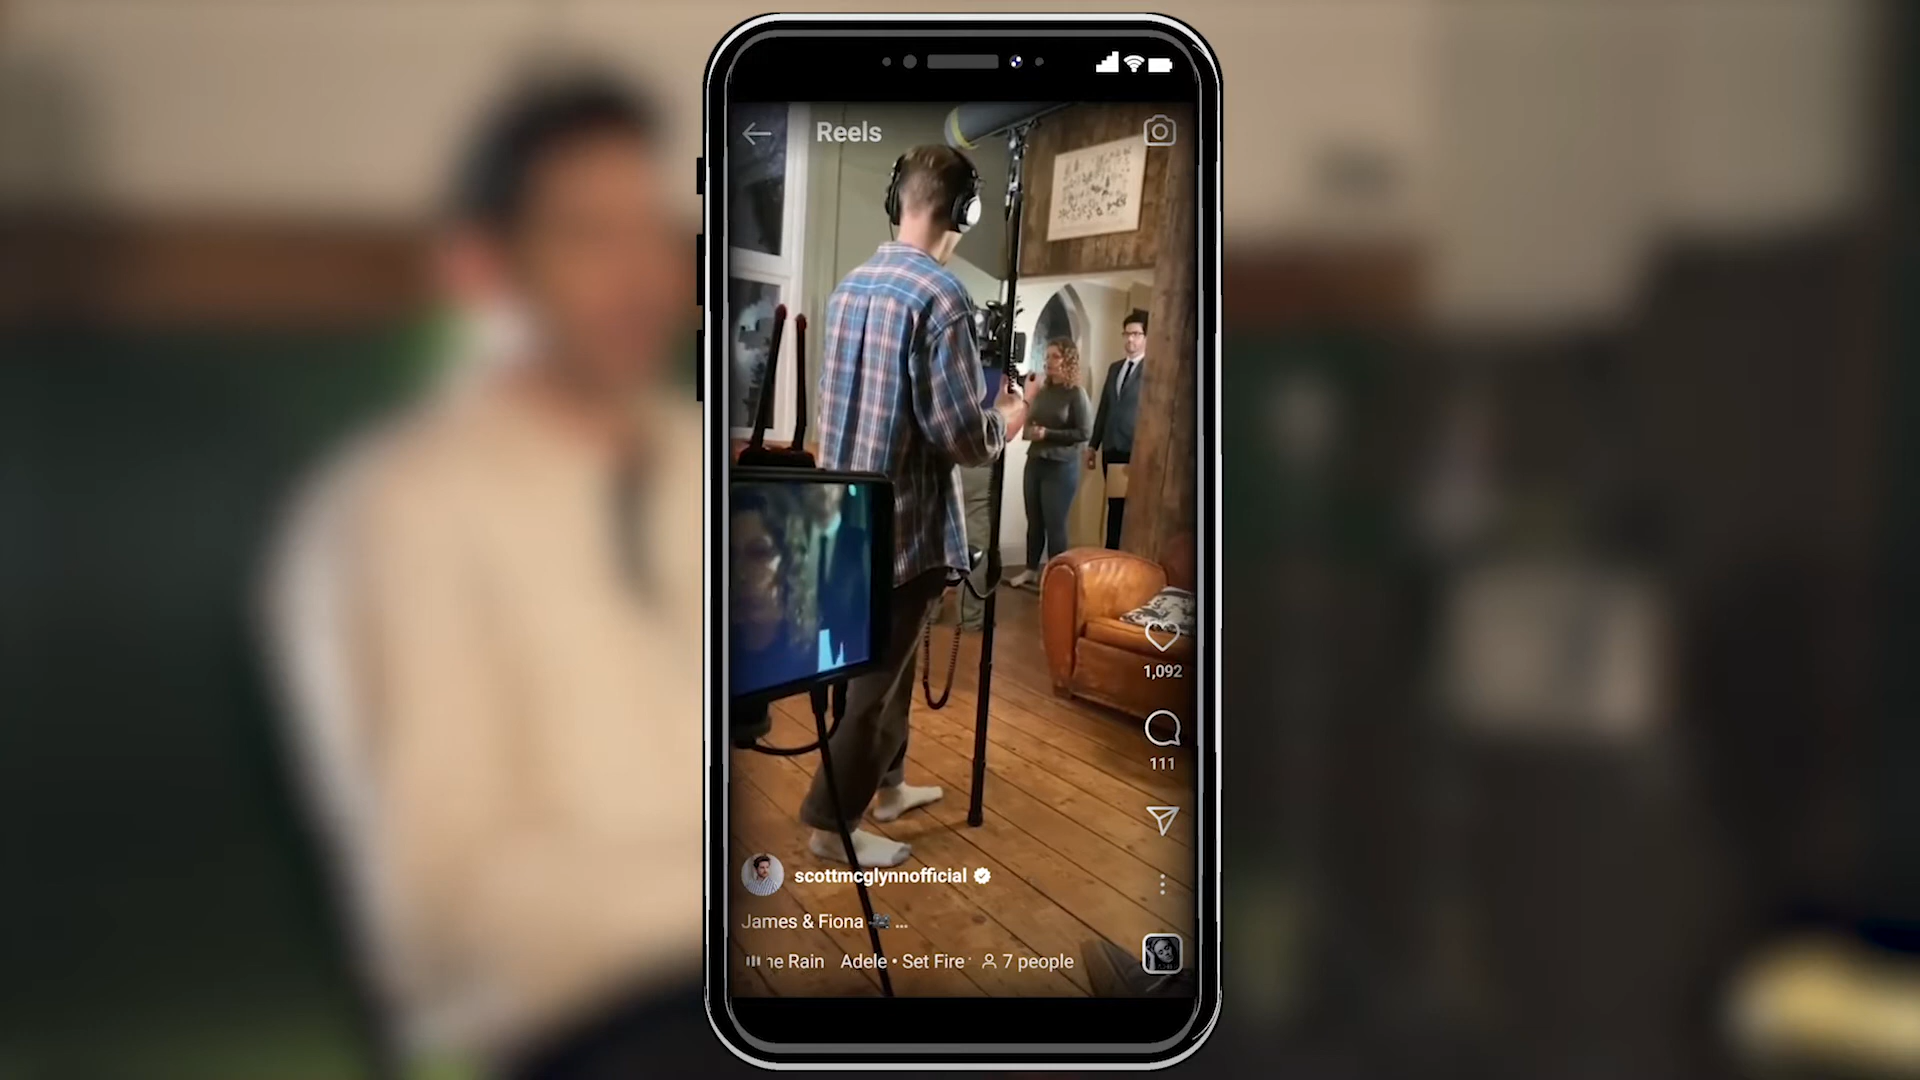 Reels
1,092
111
scottmcglynnofficial
James & Fiona 🎥 ...
ne Rain Adele • Set Fire 7 people